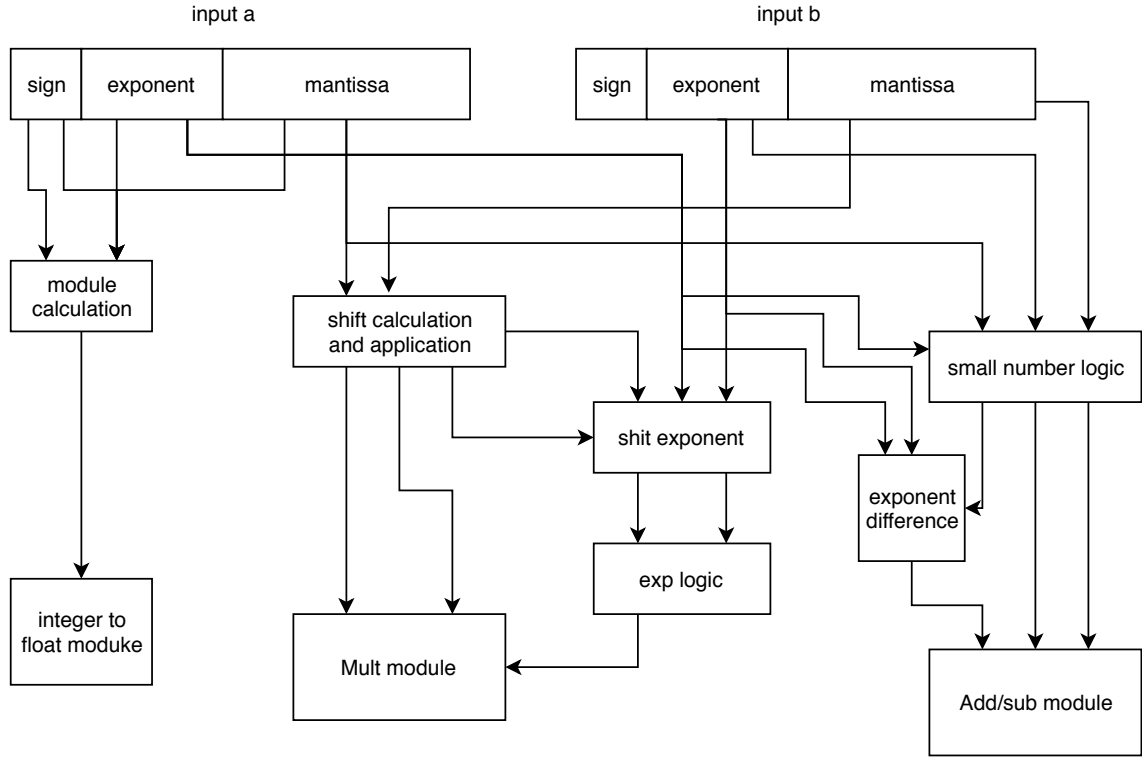 input a
input b
sign
exponent
mantissa
sign
exponent
mantissa
module
calculation
shift calculation
and application
small number logic
shit exponent
exponent
difference
exp logic
integer to
float moduke
Mult module
Add/sub module